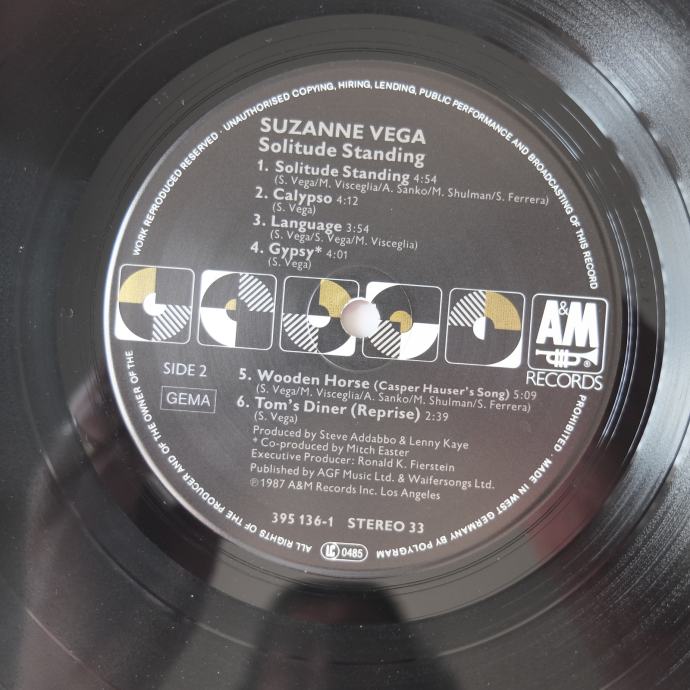 WORK REPRODUCED RESERVED · UNAUTHORISED COPYING, HIRING, LENDING, PUBLIC PERFORMANCE AND BROADCASTING OF THIS RECORD
SUZANNE VEGA
Solitude Standing
1. Solitude Standing 4:54
(S. Vega/M. Visceglia/A. Sanko/M. Shulman/S. Ferrera)
2. Calypso 4:12
(S. Vega)
3. Language 3:54
(S. Vega/S. Vega/M. Visceglia)
4. Gypsy* 4:01
(S. Vega)
A&M
®
RECORDS
SIDE 2
GEMA
5. Wooden Horse (Casper Hauser's Song) 5:09
(S. Vega/M. Visceglia/A. Sanko/M. Shulman/S. Ferrera)
6. Tom's Diner (Reprise) 2:39
(S. Vega)
Produced by Steve Addabbo & Lenny Kaye
* Co-produced by Mitch Easter
Executive Producer: Ronald K. Fierstein
Published by AGF Music Ltd. & Waifersongs Ltd.
℗1987 A&M Records Inc. Los Angeles
395 136-1 STEREO 33
LC 0485
PROHIBITED · MADE IN WEST GERMANY BY POLYGRAM
ALL RIGHTS OF THE PRODUCER AND OF THE OWNER OF THE